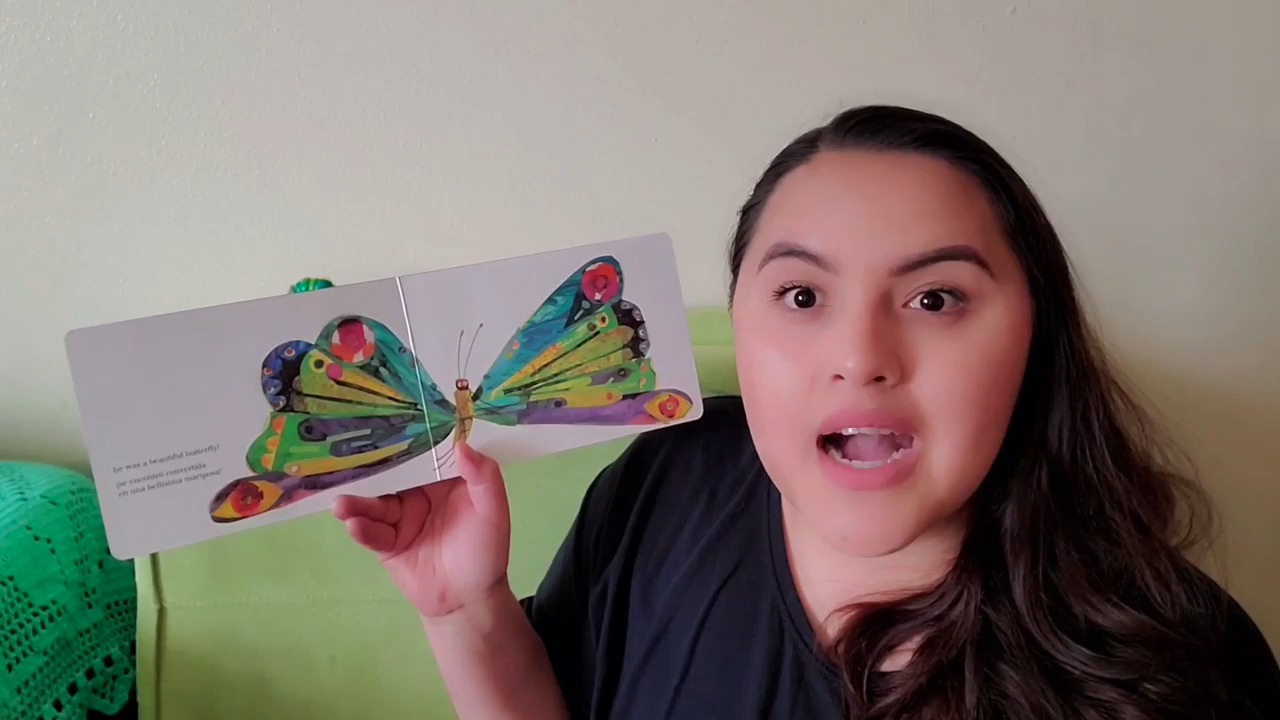 he was a beautiful butterfly!
¡se encontró convertida
en una bellísima mariposa!